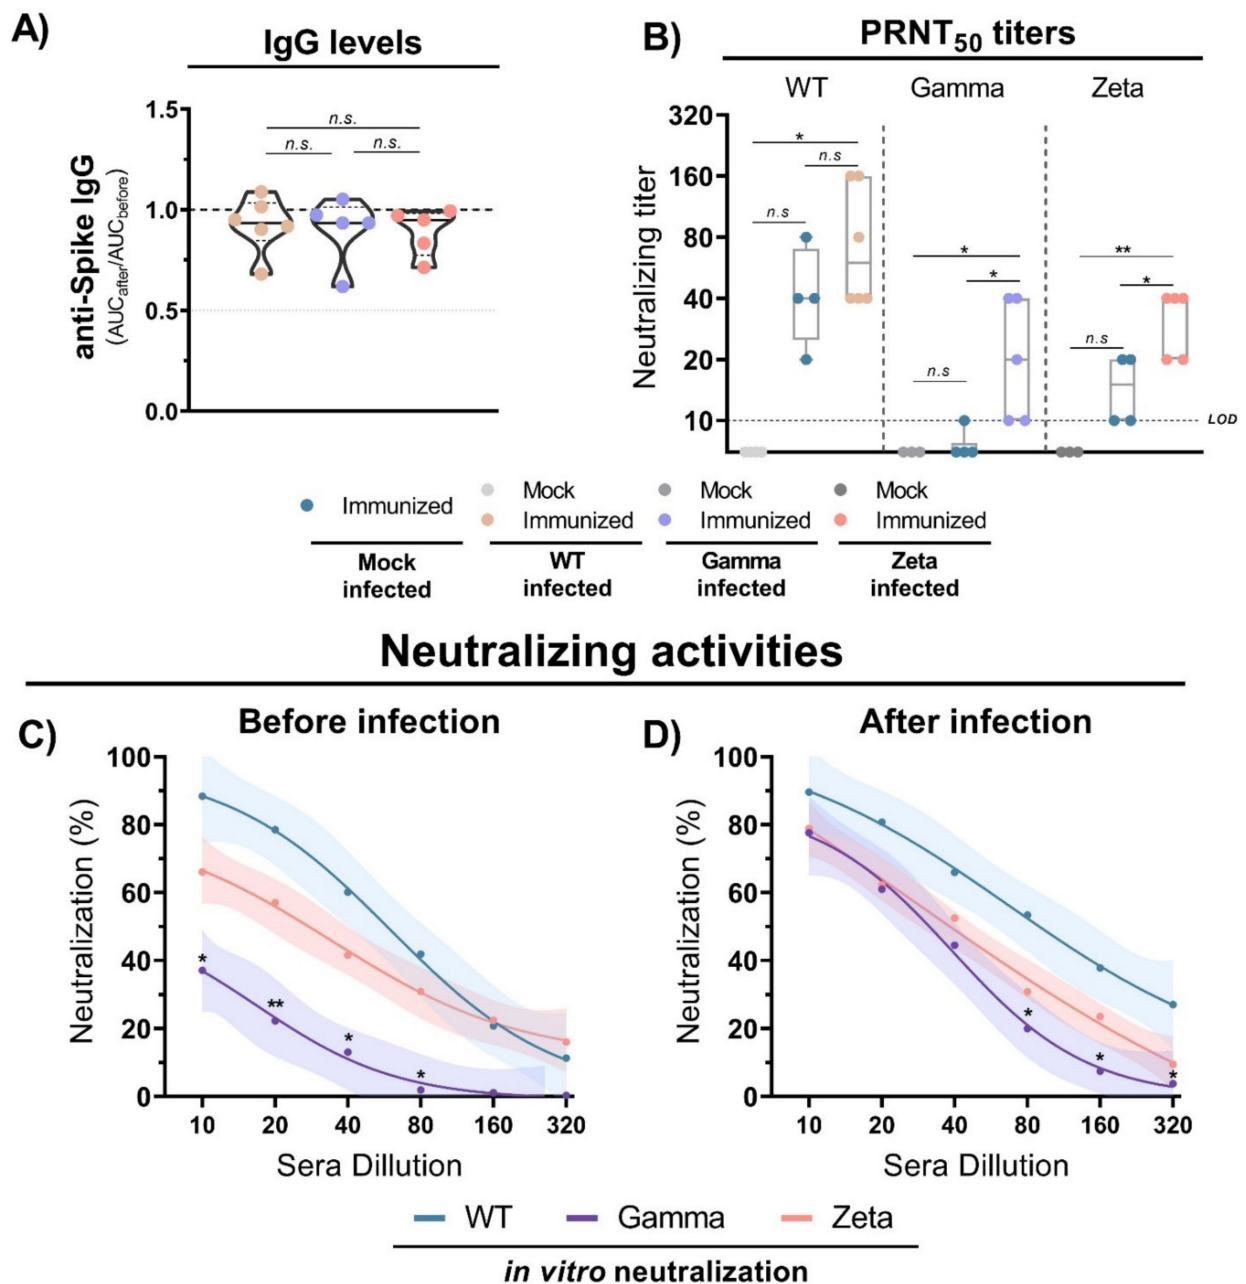 A)
IgG levels
anti-Spike IgG
(AUCafter/AUCbefore)
1.5
1.0
0.5
0.0
n.s.
n.s.
n.s.
B)
PRNT50 titers
WT
Gamma
Zeta
Neutralizing titer
320
160
80
40
20
10
*
n.s
n.s
*
*
n.s
**
*
n.s
LOD
Immunized
Mock
Immunized
Mock
Immunized
Mock
Immunized
Mock
infected
WT
infected
Gamma
infected
Zeta
infected
Neutralizing activities
C)
Before infection
Neutralization (%)
100
80
60
40
20
0
*
**
*
*
10
20
40
80
160
320
Sera Dillution
D)
After infection
Neutralization (%)
100
80
60
40
20
0
*
*
*
10
20
40
80
160
320
Sera Dillution
WT
Gamma
Zeta
in vitro neutralization